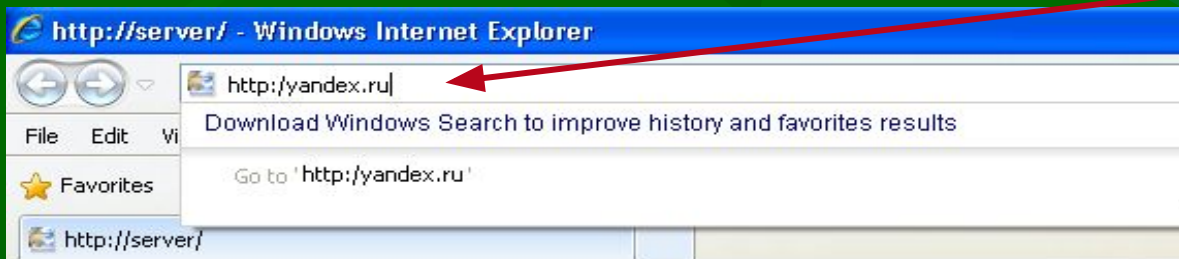 http://server/ - Windows Internet Explorer
http:/yandex.ru
Download Windows Search to improve history and favorites results
File Edit Vi
Go to 'http:/yandex.ru'
Favorites
http://server/